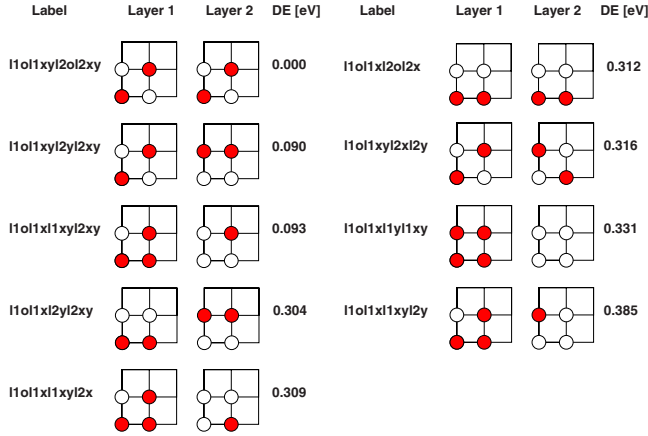 Label Layer 1 Layer 2 DE [eV] Label Layer 1 Layer 2 DE [eV]
l1ol1xyl2ol2xy 0.000 l1ol1xl2ol2x 0.312
l1ol1xyl2yl2xy 0.090 l1ol1xyl2xl2y 0.316
l1ol1xl1xyl2xy 0.093 l1ol1xl1yl1xy 0.331
l1ol1xl2yl2xy 0.304 l1ol1xl1xyl2y 0.385
l1ol1xl1xyl2x 0.309